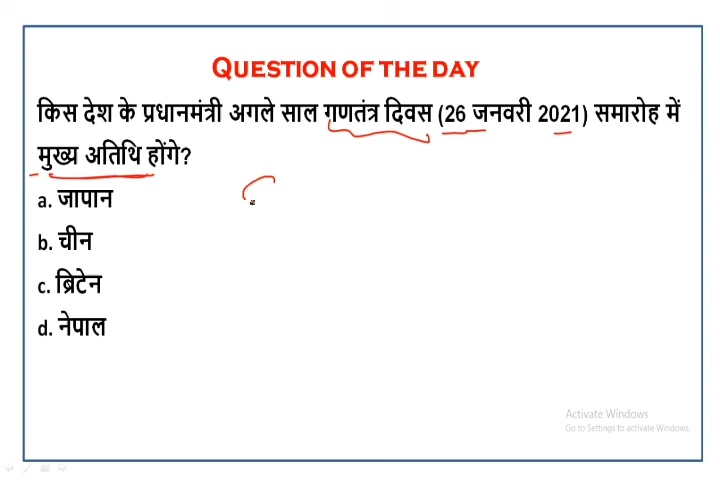 QUESTION OF THE DAY
किस देश के प्रधानमंत्री अगले साल गणतंत्र दिवस (26 जनवरी 2021) समारोह में
मुख्य अतिथि होंगे?
a. जापान
b. चीन
c. ब्रिटेन
d. नेपाल
Activate Windows
Go to Settings to activate Windows.